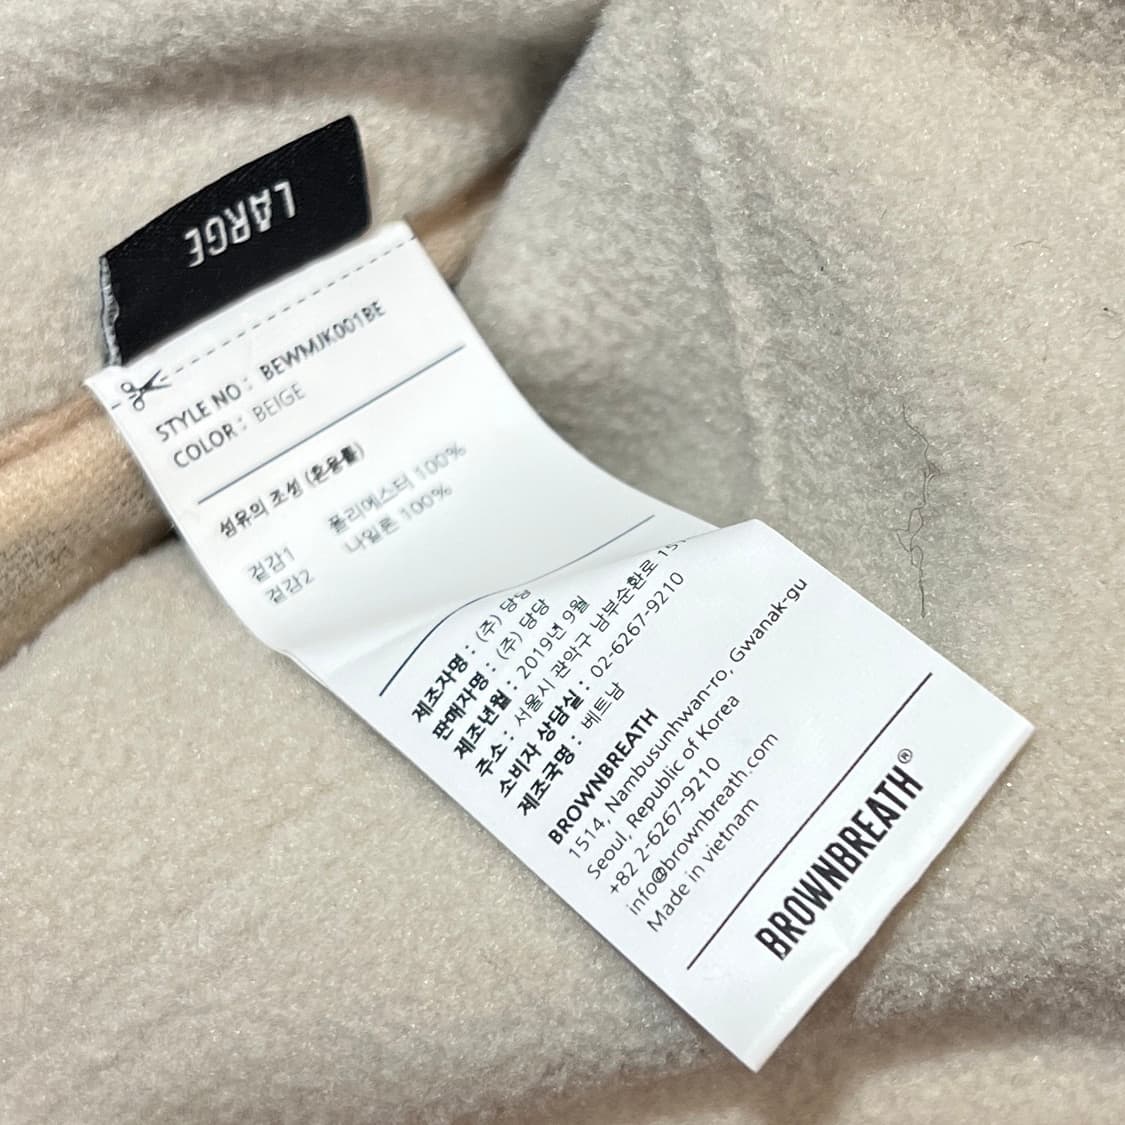 LARGE
STYLE NO : BEWMJK001BE
COLOR : BEIGE
섬유의 조성 (혼용률)
겉감1 폴리에스터 100%
겉감2 나일론 100%
제조자명 : (주)
판매자명 : (주) 당당
제조년월 : 2019년 9월
주소 : 서울시 관악구 남부순환로
소비자 상담실 : 02-6267-9210
제조국명 : 베트남
BROWNBREATH
1514, Nambusunhwan-ro, Gwanak-gu
Seoul, Republic of Korea
+82 2-6267-9210
info@brownbreath.com
Made in vietnam
BROWNBREATH®